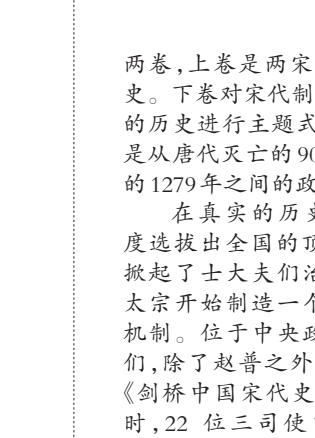 两卷,上卷是两宋
史。下卷对宋代制
的历史进行主题式
是从唐代灭亡的90
的1279年之间的政
在真实的历史
度选拔出全国的顶
掀起了士大夫们治
太宗开始制造一个
机制。位于中央政
们,除了赵普之外
《剑桥中国宋代史
时,22 位三司使